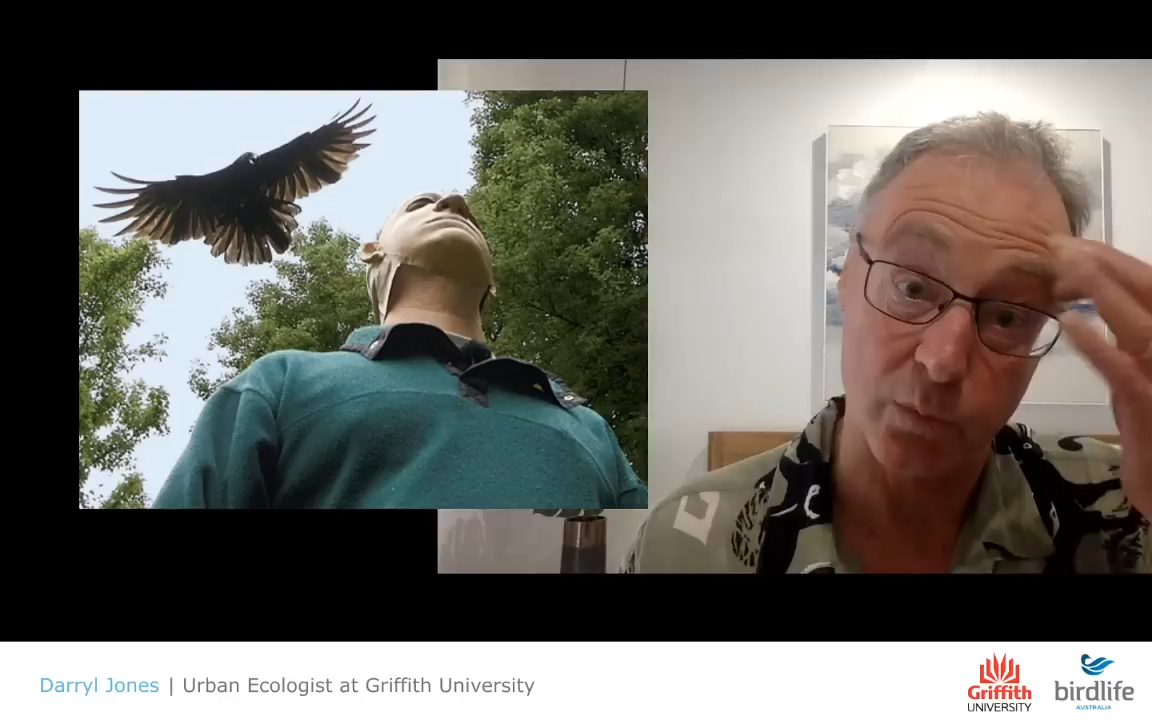 Darryl Jones | Urban Ecologist at Griffith University
Griffith
UNIVERSITY
birdlife
AUSTRALIA